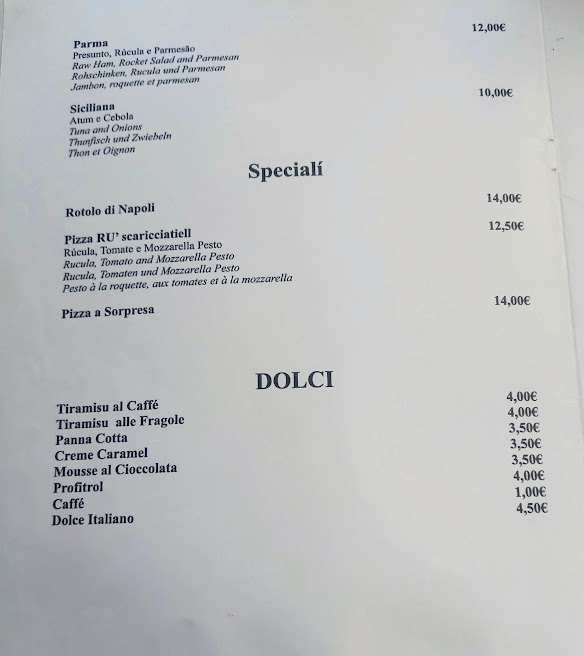 Parma 12,00€
Presunto, Rúcula e Parmesão
Raw Ham, Rocket Salad and Parmesan
Rohschinken, Rucula und Parmesan
Jambon, roquette et parmesan
Siciliana 10,00€
Atum e Cebola
Tuna and Onions
Thunfisch und Zwiebeln
Thon et Oignon
Specialí
Rotolo di Napoli 14,00€
Pizza RU’ scaricciatiell 12,50€
Rúcula, Tomate e Mozzarella Pesto
Rucula, Tomato and Mozzarella Pesto
Rucula, Tomaten und Mozzarella Pesto
Pesto à la roquette, aux tomates et à la mozzarella
Pizza a Sorpresa 14,00€
DOLCI
Tiramisu al Caffé 4,00€
Tiramisu alle Fragole 4,00€
Panna Cotta 3,50€
Creme Caramel 3,50€
Mousse al Cioccolata 3,50€
Profitrol 4,00€
Caffé 1,00€
Dolce Italiano 4,50€